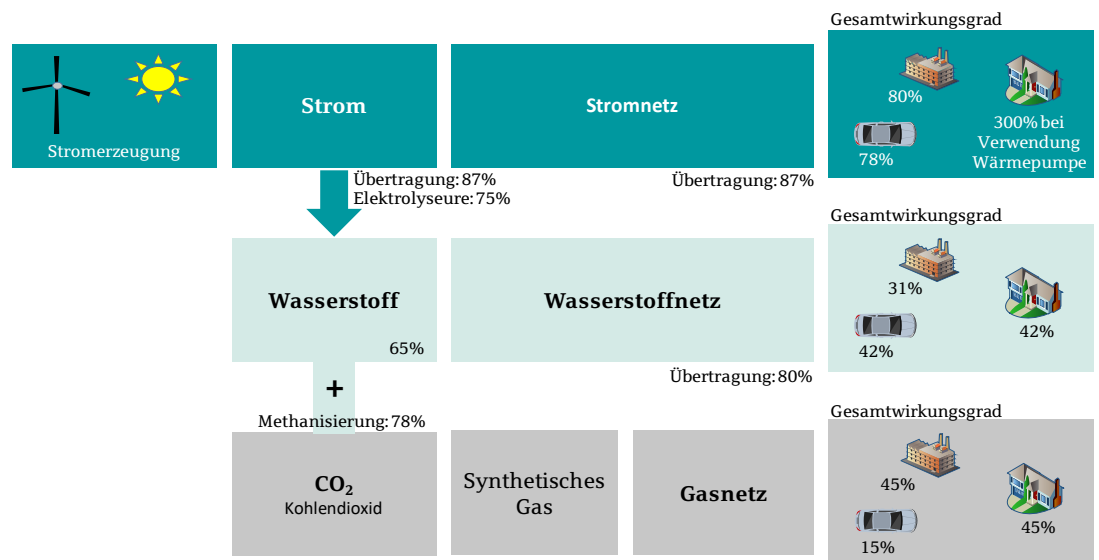 Gesamtwirkungsgrad
Stromerzeugung
Strom
Stromnetz
80%
78%
300% bei
Verwendung
Wärmepumpe
Übertragung: 87%
Elektrolyseure: 75%
Übertragung: 87%
Gesamtwirkungsgrad
Wasserstoff
65%
Wasserstoffnetz
31%
42%
42%
+
Übertragung: 80%
Methanisierung: 78%
Gesamtwirkungsgrad
CO₂
Kohlendioxid
Synthetisches
Gas
Gasnetz
45%
15%
45%